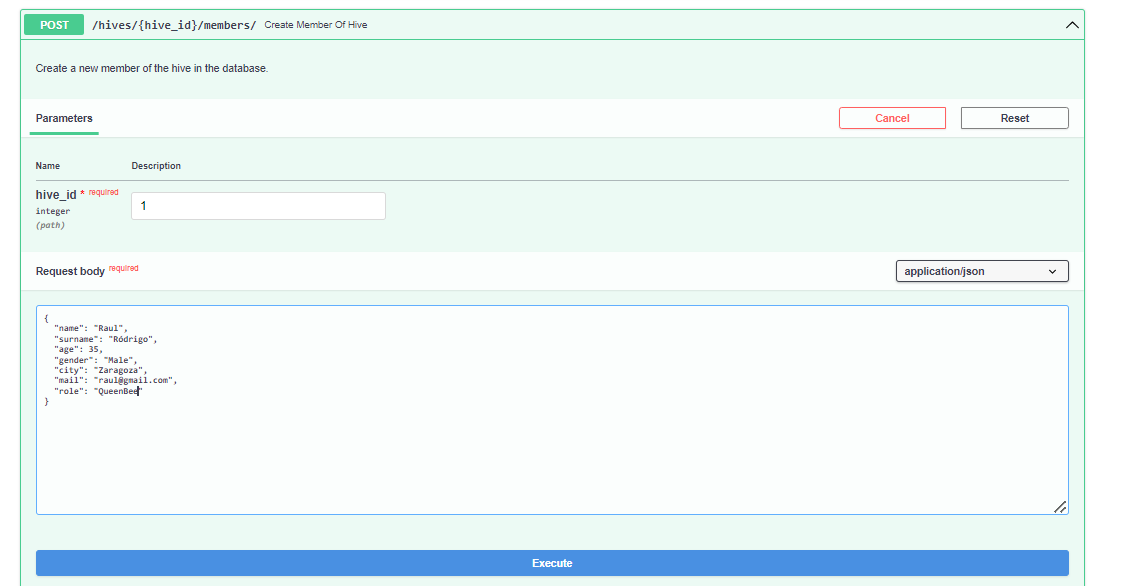 POST /hives/{hive_id}/members/ Create Member Of Hive
Create a new member of the hive in the database.
Parameters
Cancel
Reset
Name Description
hive_id * required
integer
(path)
1
Request body required
application/json
{
"name": "Raul",
"surname": "Ródrigo",
"age": 35,
"gender": "Male",
"city": "Zaragoza",
"mail": "raul@gmail.com",
"role": "QueenBee"
}
Execute